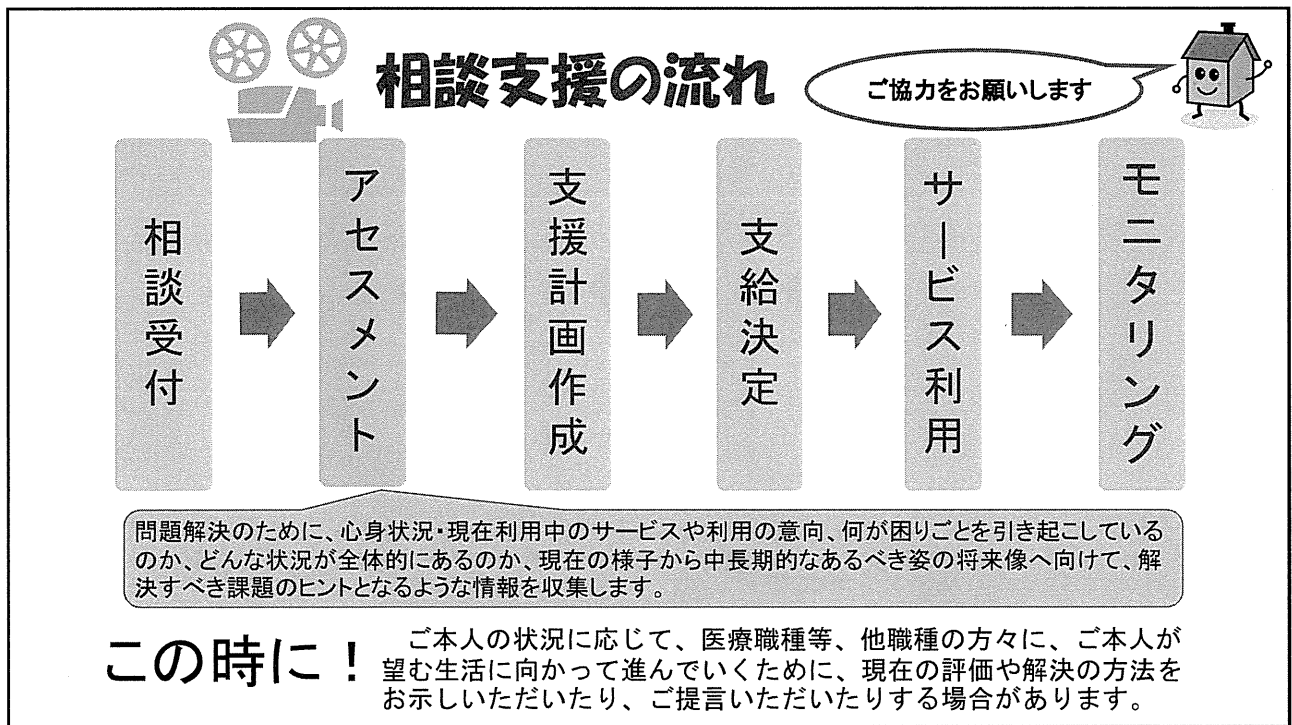 相談支援の流れ
ご協力をお願いします
相談受付
アセスメント
支援計画作成
支給決定
サービス利用
モニタリング
問題解決のために、心身状況・現在利用中のサービスや利用の意向、何が困りごとを引き起こしている
のか、どんな状況が全体的にあるのか、現在の様子から中長期的なあるべき姿の将来像へ向けて、解
決すべき課題のヒントとなるような情報を収集します。
この時に！
ご本人の状況に応じて、医療職種等、他職種の方々に、ご本人が
望む生活に向かって進んでいくために、現在の評価や解決の方法を
お示しいただいたり、ご提言いただいたりする場合があります。